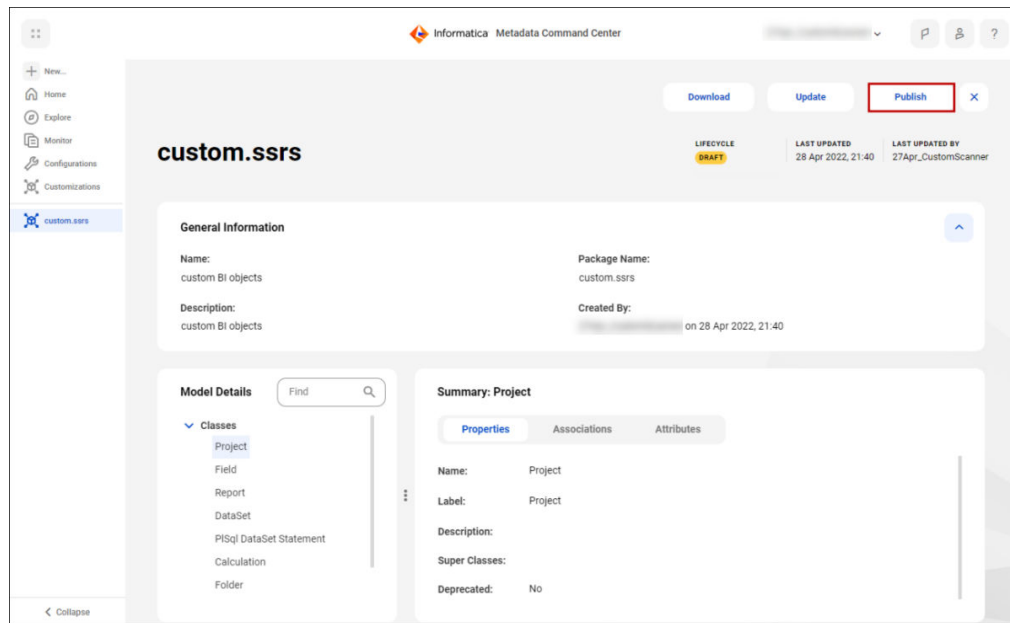 Informatica Metadata Command Center
?
New...
Home
Explore
Monitor
Configurations
Customizations
custom.ssrs
Collapse
Download
Update
Publish
custom.ssrs
LIFECYCLE
DRAFT
LAST UPDATED
28 Apr 2022, 21:40
LAST UPDATED BY
27Apr_CustomScanner
General Information
Name:
custom BI objects
Package Name:
custom.ssrs
Description:
custom BI objects
Created By:
on 28 Apr 2022, 21:40
Model Details
Find
Classes
Project
Field
Report
DataSet
PlSql DataSet Statement
Calculation
Folder
Summary: Project
Properties Associations Attributes
Name: Project
Label: Project
Description:
Super Classes:
Deprecated: No